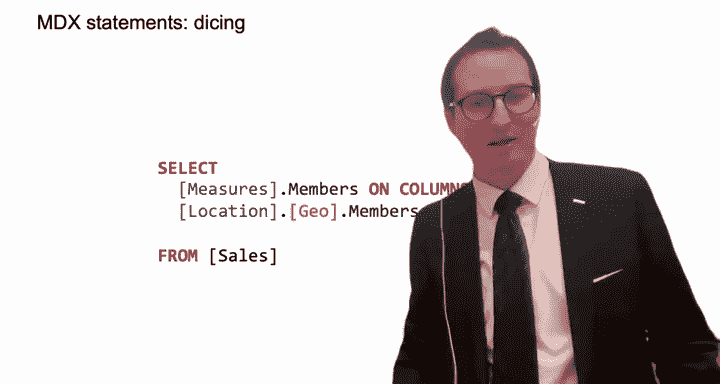 MDX statements: dicing
SELECT
[Measures].Members ON COLUMN
[Location].[Geo].Members
FROM [Sales]